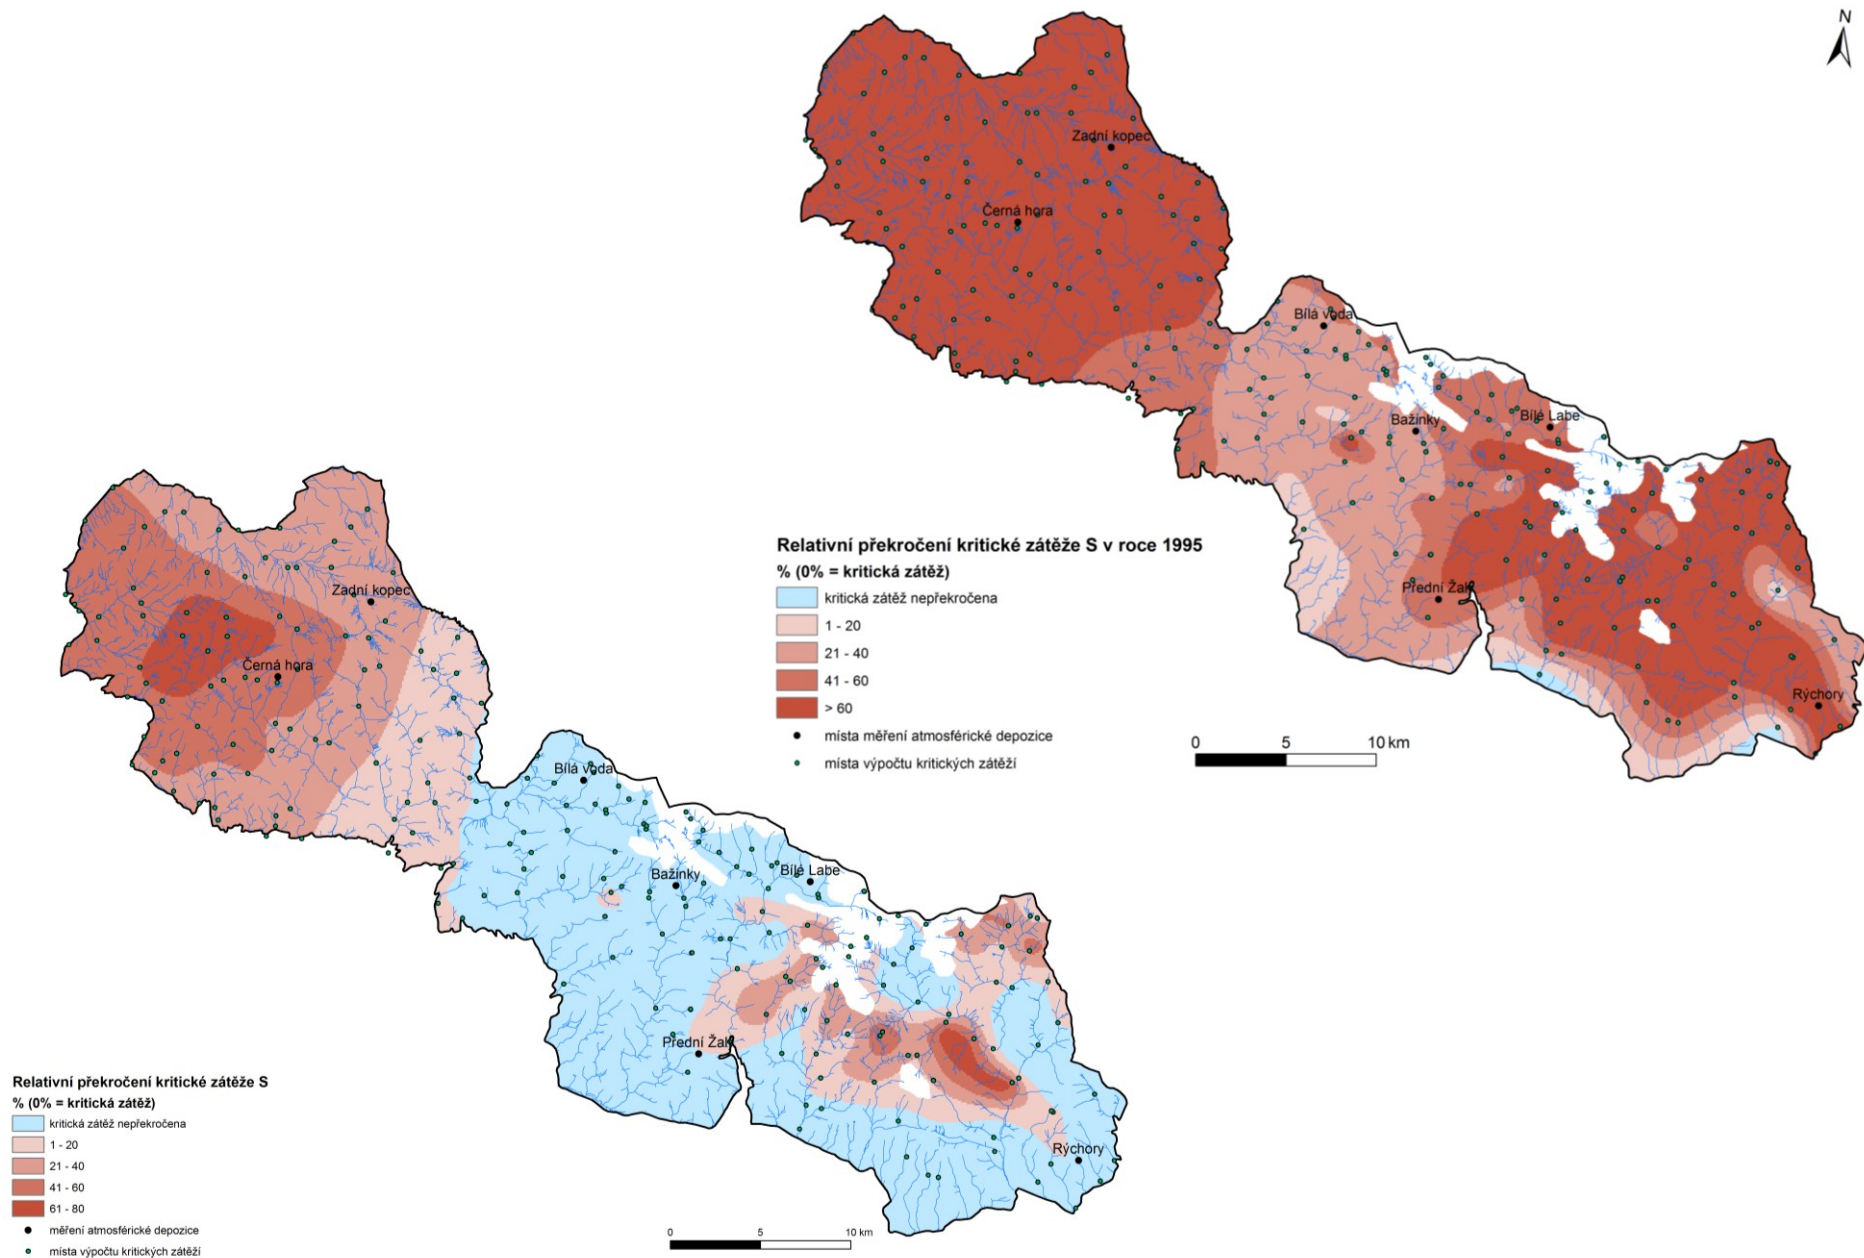 N
Zadní kopec
Černá hora
Bílá voda
Bažinky
Bílé Labe
Přední Žalý
Rýchory
Relativní překročení kritické zátěže S v roce 1995
% (0% = kritická zátěž)
kritická zátěž nepřekročena
1 - 20
21 - 40
41 - 60
> 60
místa měření atmosférické depozice
místa výpočtu kritických zátěží
0 5 10 km
Zadní kopec
Černá hora
Bílá voda
Bažinky
Bílé Labe
Přední Žalý
Rýchory
Relativní překročení kritické zátěže S
% (0% = kritická zátěž)
kritická zátěž nepřekročena
1 - 20
21 - 40
41 - 60
61 - 80
měření atmosférické depozice
místa výpočtu kritických zátěží
0 5 10 km